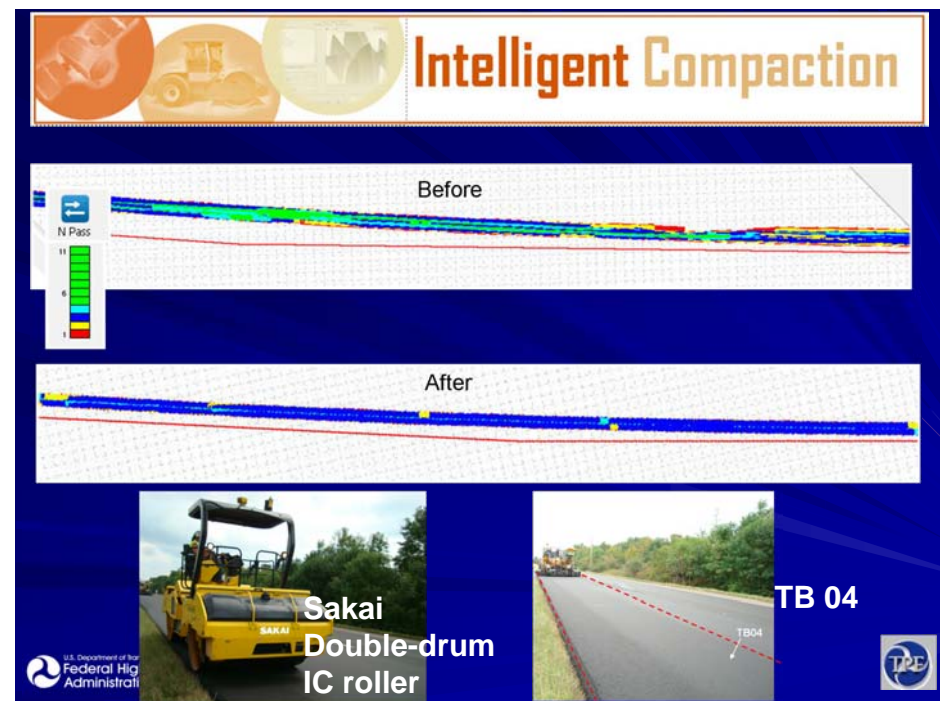 Intelligent Compaction
Before
N Pass
11
6
1
After
SAKAI
Sakai
Double-drum
IC roller
TB04
TB 04
U.S. Department of
Federal Hig
Administrati
TPF